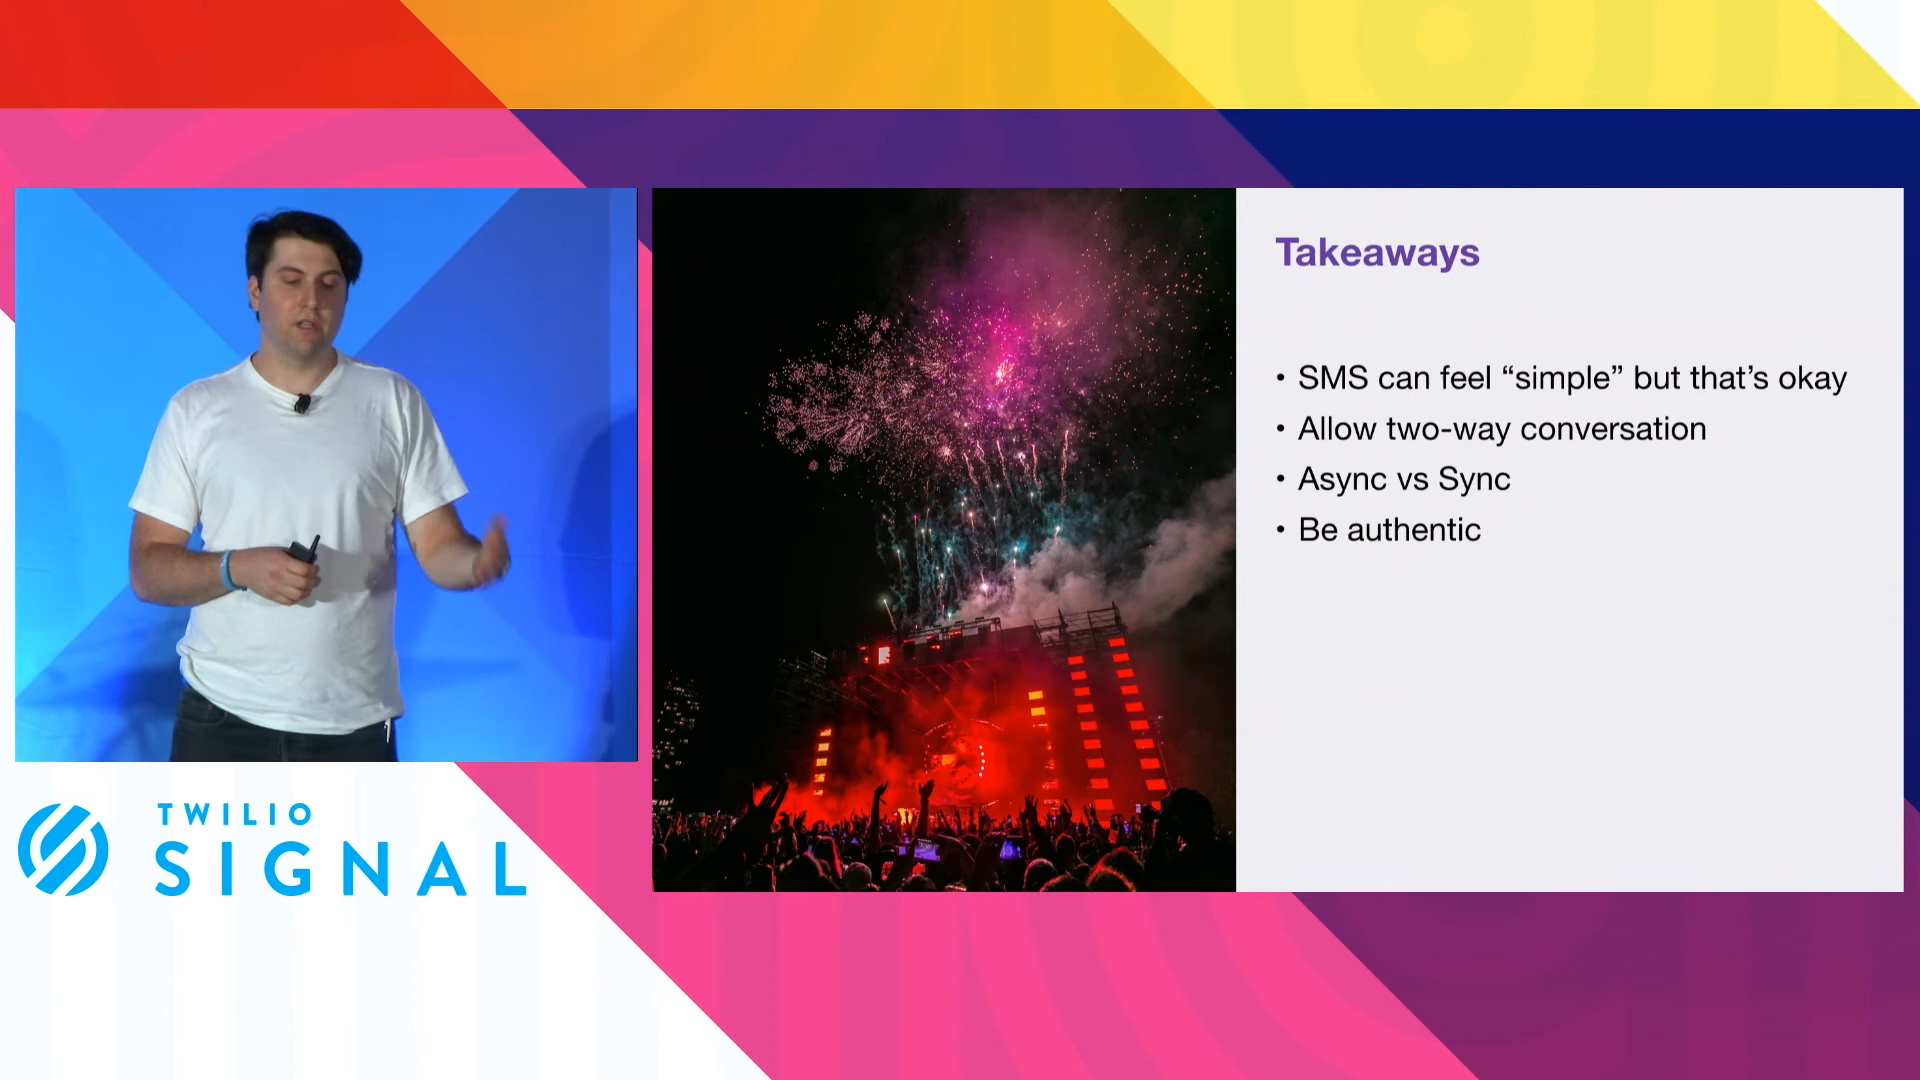 TWILIO
SIGNAL
Takeaways
• SMS can feel “simple” but that’s okay
• Allow two-way conversation
• Async vs Sync
• Be authentic